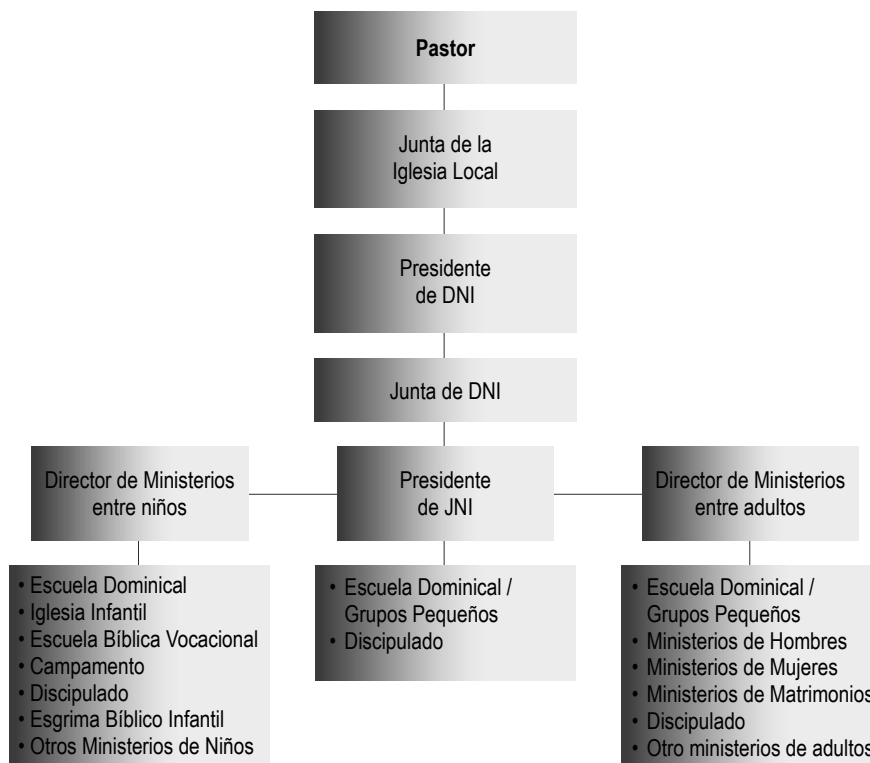 Pastor
Junta de la
Iglesia Local
Presidente
de DNI
Junta de DNI
Director de Ministerios
entre niños
Presidente
de JNI
Director de Ministerios
entre adultos
• Escuela Dominical
• Iglesia Infantil
• Escuela Bíblica Vocacional
• Campamento
• Discipulado
• Esgrima Bíblico Infantil
• Otros Ministerios de Niños
• Escuela Dominical /
Grupos Pequeños
• Discipulado
• Escuela Dominical /
Grupos Pequeños
• Ministerios de Hombres
• Ministerios de Mujeres
• Ministerios de Matrimonios
• Discipulado
• Otro ministerios de adultos